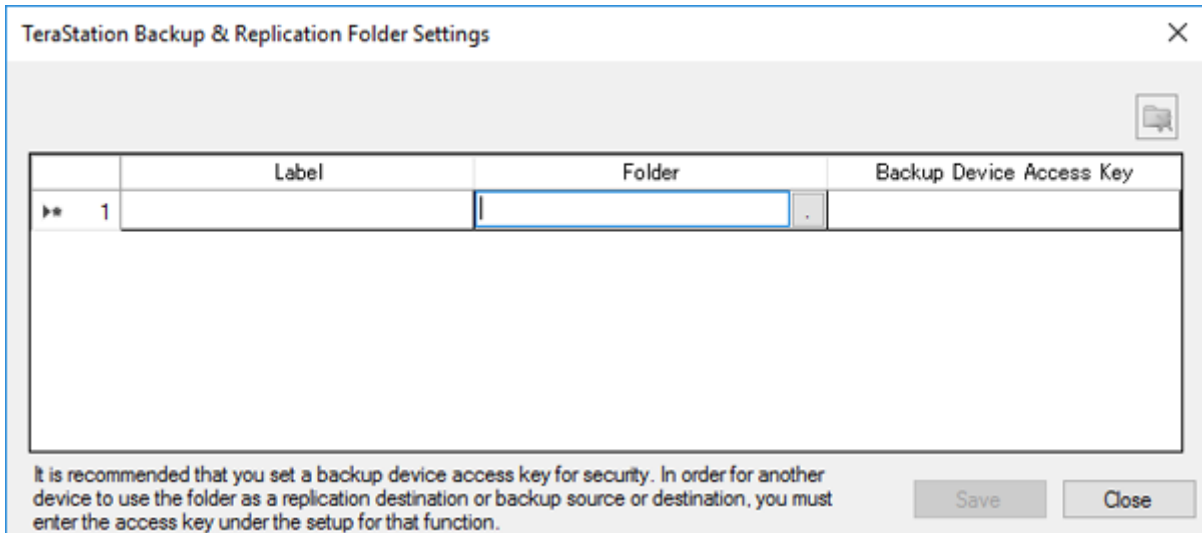 TeraStation Backup & Replication Folder Settings
Label Folder Backup Device Access Key
1 .
It is recommended that you set a backup device access key for security. In order for another
device to use the folder as a replication destination or backup source or destination, you must
enter the access key under the setup for that function.
Save Close